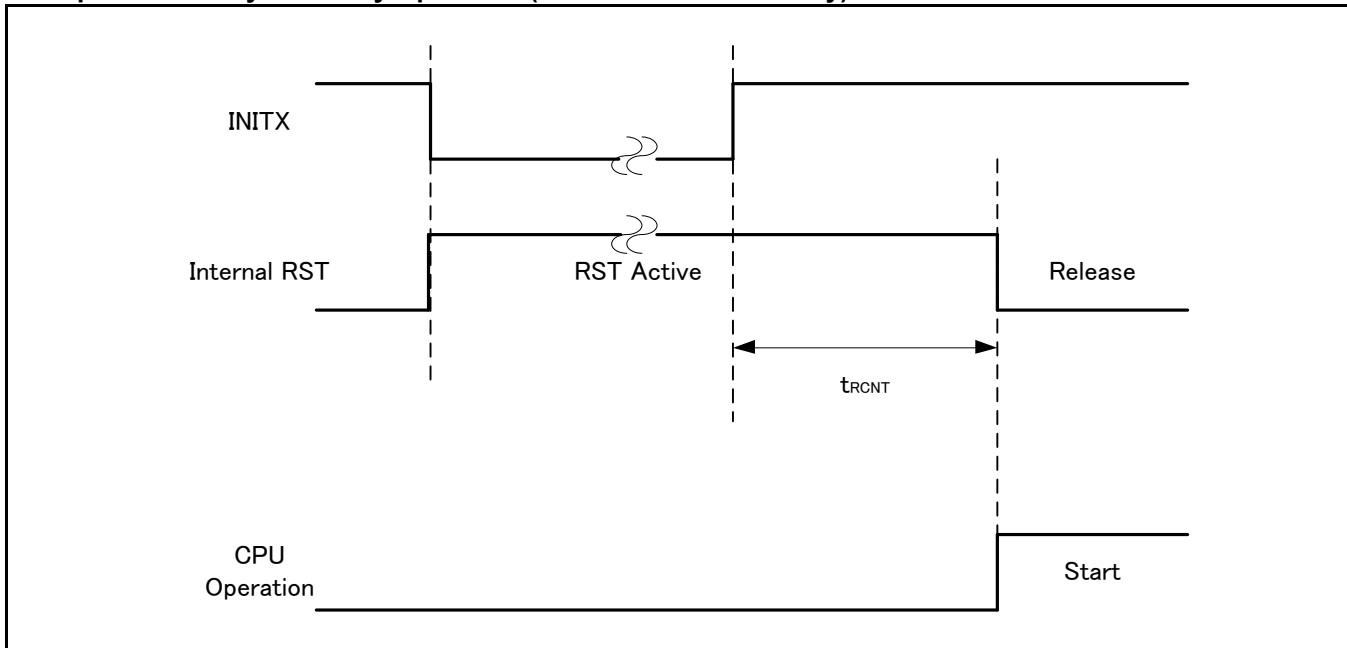 INITX
Internal RST
RST Active
Release
tRCNT
CPU
Operation
Start